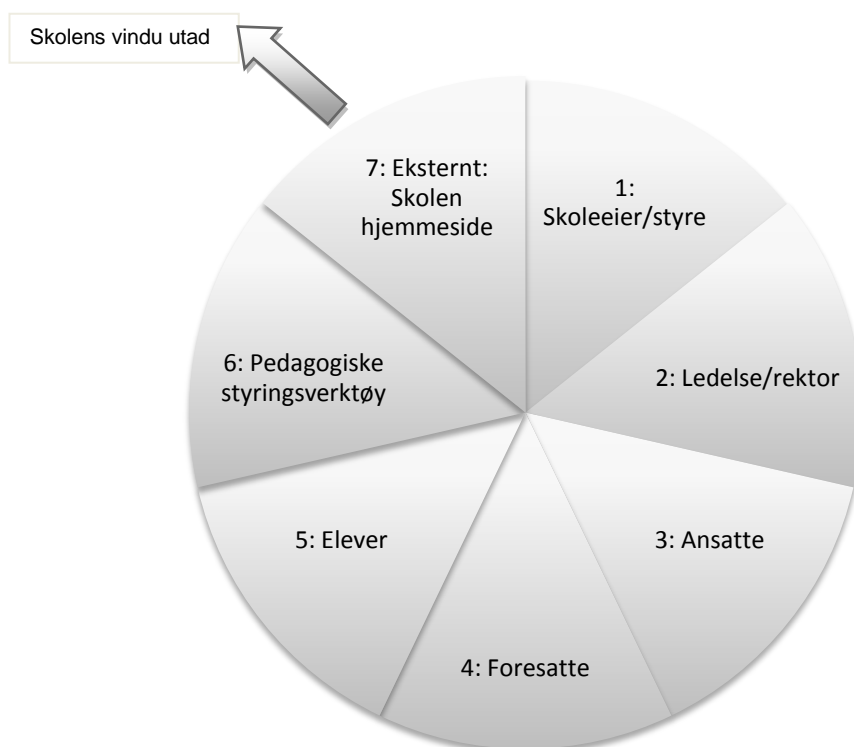 Skolens vindu utad
7: Eksternt:
Skolen
hjemmeside
1:
Skoleeier/styre
6: Pedagogiske
styringsverktøy
2: Ledelse/rektor
5: Elever
3: Ansatte
4: Foresatte